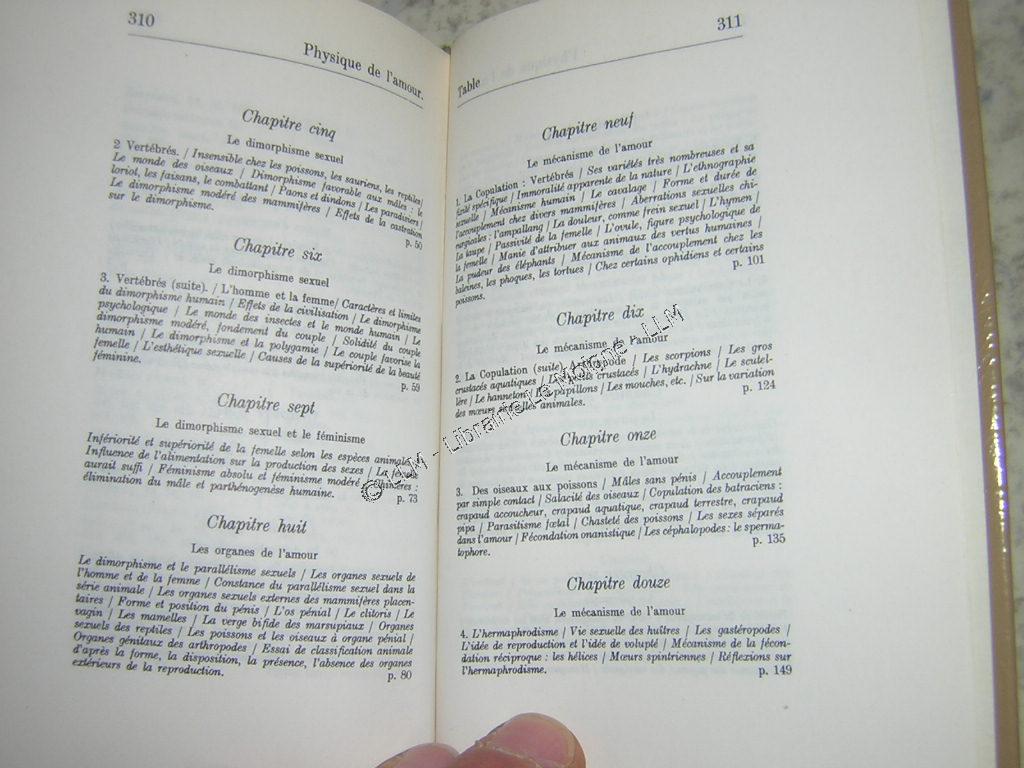 310
Physique de l'amour.
Chapitre cinq
Le dimorphisme sexuel
2 Vertébrés. / Insensible chez les poissons, les sauriens, les reptiles/
Le monde des oiseaux / Dimorphisme favorable aux mâles : le
loriot, les faisans, le combattant / Paons et dindons / Les paradisiers /
Le dimorphisme modéré des mammifères / Effets de la castration
sur le dimorphisme.
p. 50
Chapitre six
Le dimorphisme sexuel
3. Vertébrés (suite). / L'homme et la femme/ Caractères et limites
du dimorphisme humain / Effets de la civilisation / Le dimorphisme
psychologique / Le monde des insectes et le monde humain / Le
dimorphisme modéré, fondement du couple / Solidité du couple
humain / Le dimorphisme et la polygamie / Le couple favorise la
femelle / L'esthétique sexuelle / Causes de la supériorité de la beauté
féminine.
p. 59
Chapitre sept
Le dimorphisme sexuel et le féminisme
Infériorité et supériorité de la femelle selon les espèces animales /
Influence de l'alimentation sur la production des sexes / La
aurait suffi / Féminisme absolu et féminisme modéré / Chimères :
élimination du mâle et parthénogenèse humaine.
p. 73
Chapitre huit
Les organes de l'amour
Le dimorphisme et le parallélisme sexuels / Les organes sexuels de
l'homme et de la femme / Constance du parallélisme sexuel dans la
série animale / Les organes sexuels externes des mammifères placen-
taires / Forme et position du pénis / L'os pénial / Le clitoris / Le
vagin / Les mamelles / La verge bifide des marsupiaux / Organes
sexuels des reptiles / Les poissons et les oiseaux à organe pénial /
Organes génitaux des arthropodes / Essai de classification animale
d'après la forme, la disposition, la présence, l'absence des organes
extérieurs de la reproduction.
p. 80
311
Table
Chapitre neuf
Le mécanisme de l'amour
1. La Copulation : Vertébrés / Ses variétés très nombreuses et sa
fixité spécifique / Immoralité apparente de la nature / L'ethnographie
sexuelle / Mécanisme humain / Le cavalage / Forme et durée de
l'accouplement chez divers mammifères / Aberrations sexuelles chi-
rurgicales : l'ampallang / La douleur, comme frein sexuel / L'hymen /
La taupe / Passivité de la femelle / L'ovule, figure psychologique de
la femelle / Manie d'attribuer aux animaux des vertus humaines /
La pudeur des éléphants / Mécanisme de l'accouplement chez les
baleines, les phoques, les tortues / Chez certains ophidiens et certains
poissons.
p. 101
Chapitre dix
Le mécanisme de l'amour
2. La Copulation (suite) / Arthropode / Les scorpions / Les gros
crustacés aquatiques / Les petits crustacés / L'hydrachne / Le scutel-
lère / Le hanneton / Les papillons / Les mouches, etc. / Sur la variation
des mœurs sexuelles animales.
p. 124
Chapitre onze
Le mécanisme de l'amour
3. Des oiseaux aux poissons / Mâles sans pénis / Accouplement
par simple contact / Salacité des oiseaux / Copulation des batraciens :
crapaud accoucheur, crapaud aquatique, crapaud terrestre, crapaud
pipa / Parasitisme fœtal / Chasteté des poissons / Les sexes séparés
dans l'amour / Fécondation onanistique / Les céphalopodes : le sperma-
tophore.
p. 135
Chapitre douze
Le mécanisme de l'amour
4. L'hermaphrodisme / Vie sexuelle des huîtres / Les gastéropodes /
L'idée de reproduction et l'idée de volupté / Mécanisme de la fécon-
dation réciproque : les hélices / Mœurs spintriennes / Réflexions sur
l'hermaphrodisme.
p. 149
© LLM - Librairie Le Moigne - LLM